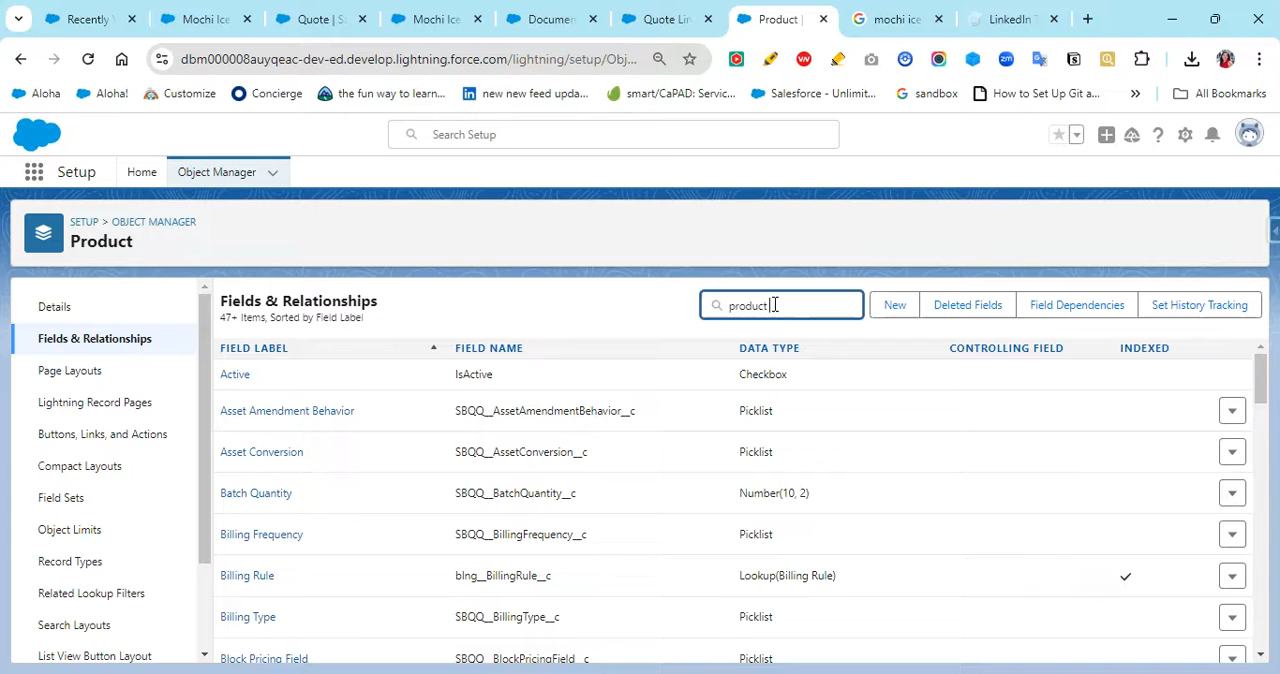 Recently
Mochi Ice
Quote | S
Mochi Ice
Documen
Quote Lin
Product |
mochi ice
LinkedIn T
dbm000008auyqeac-dev-ed.develop.lightning.force.com/lightning/setup/Obj...
Aloha
Aloha!
Customize
Concierge
the fun way to learn...
new new feed upda...
smart/CaPAD: Servic...
Salesforce - Unlimit...
sandbox
How to Set Up Git a...
All Bookmarks
Search Setup
Setup
Home
Object Manager
SETUP > OBJECT MANAGER
Product
Details
Fields & Relationships
Page Layouts
Lightning Record Pages
Buttons, Links, and Actions
Compact Layouts
Field Sets
Object Limits
Record Types
Related Lookup Filters
Search Layouts
List View Button Layout
Fields & Relationships
47+ Items, Sorted by Field Label
product
New
Deleted Fields
Field Dependencies
Set History Tracking
FIELD LABEL FIELD NAME DATA TYPE CONTROLLING FIELD INDEXED
Active IsActive Checkbox
Asset Amendment Behavior SBQQ__AssetAmendmentBehavior__c Picklist
Asset Conversion SBQQ__AssetConversion__c Picklist
Batch Quantity SBQQ__BatchQuantity__c Number(10, 2)
Billing Frequency SBQQ__BillingFrequency__c Picklist
Billing Rule blng__BillingRule__c Lookup(Billing Rule)
Billing Type SBQQ__BillingType__c Picklist
Block Pricing Field SBQQ__BlockPricingField__c Picklist